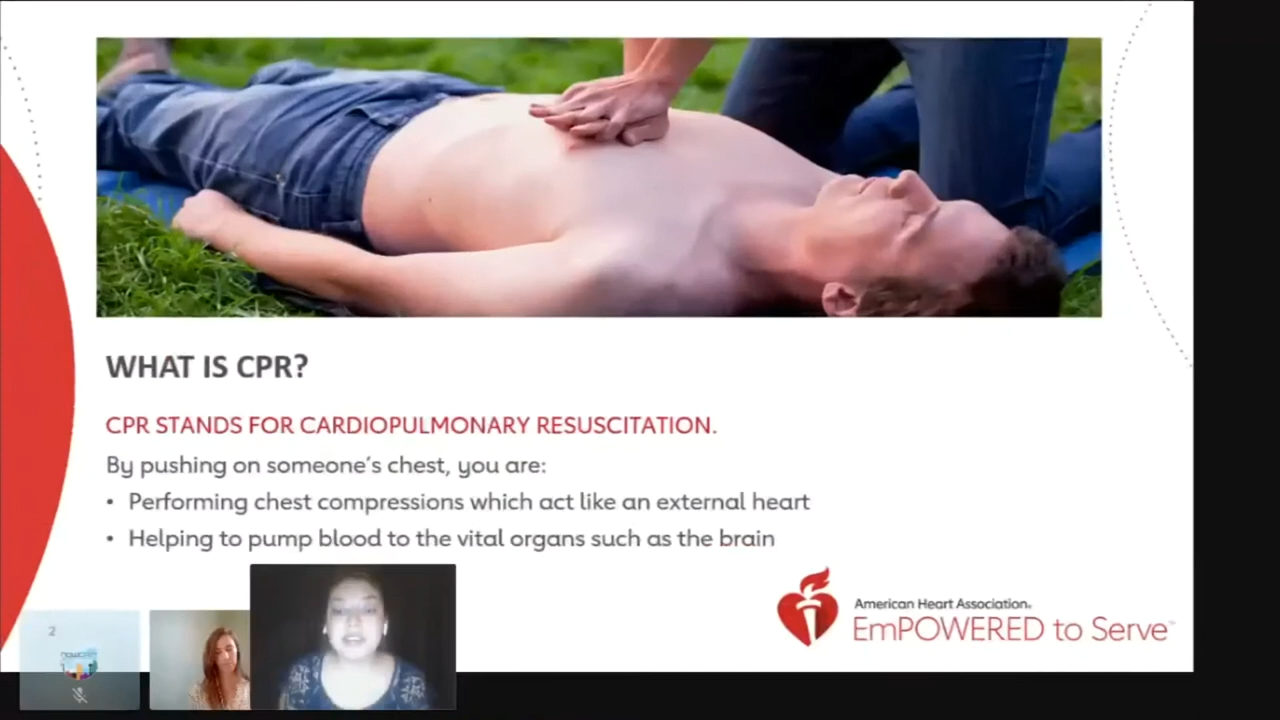 WHAT IS CPR?
CPR STANDS FOR CARDIOPULMONARY RESUSCITATION.
By pushing on someone's chest, you are:
• Performing chest compressions which act like an external heart
• Helping to pump blood to the vital organs such as the brain
American Heart Association®
EmPOWERED to Serve™
2